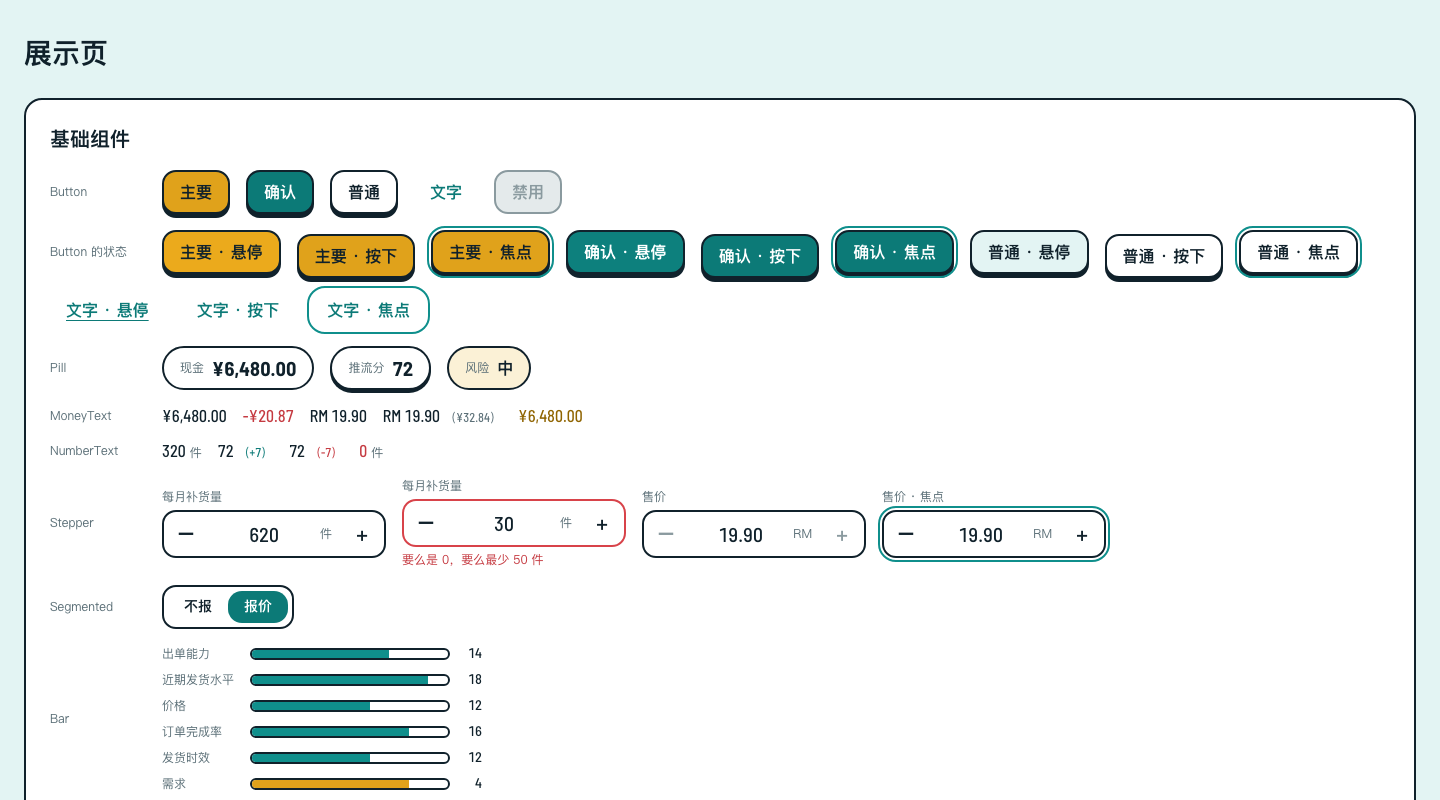 展示页
基础组件
Button 主要 确认 普通 文字 禁用
Button 的状态 主要 · 悬停 主要 · 按下 主要 · 焦点 确认 · 悬停 确认 · 按下 确认 · 焦点 普通 · 悬停 普通 · 按下 普通 · 焦点
文字 · 悬停 文字 · 按下 文字 · 焦点
Pill 现金 ¥6,480.00 推流分 72 风险 中
MoneyText ¥6,480.00 -¥20.87 RM 19.90 RM 19.90 (¥32.84) ¥6,480.00
NumberText 320 件 72 (+7) 72 (-7) 0 件
每月补货量 每月补货量 售价 售价 · 焦点
Stepper − 620 件 + − 30 件 + − 19.90 RM + − 19.90 RM +
要么是 0，要么最少 50 件
Segmented 不报 报价
Bar
出单能力 14
近期发货水平 18
价格 12
订单完成率 16
发货时效 12
需求 4